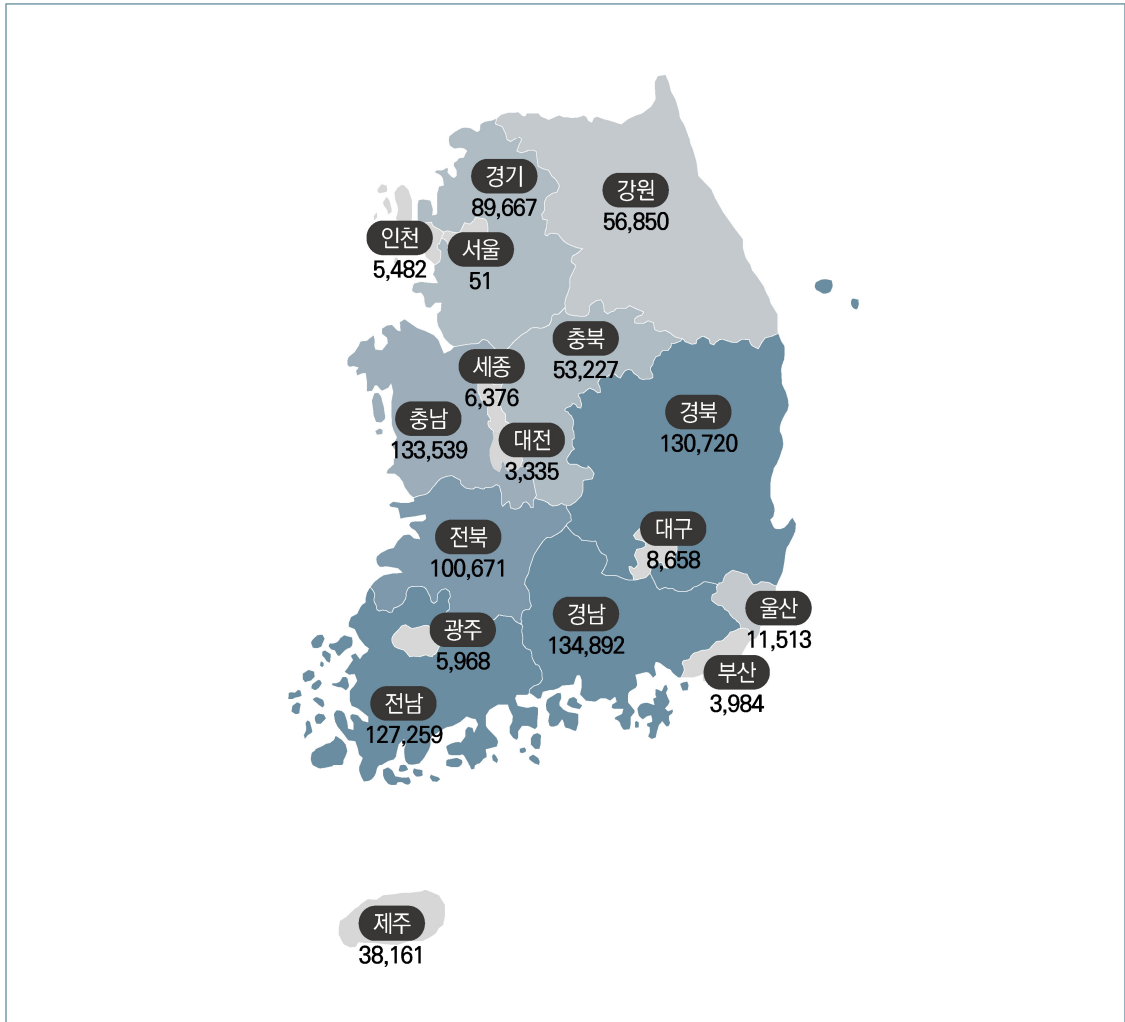 경기
89,667
강원
56,850
인천
5,482
서울
51
충북
53,227
세종
6,376
충남
133,539
경북
130,720
대전
3,335
전북
100,671
대구
8,658
경남
134,892
울산
11,513
광주
5,968
부산
3,984
전남
127,259
제주
38,161